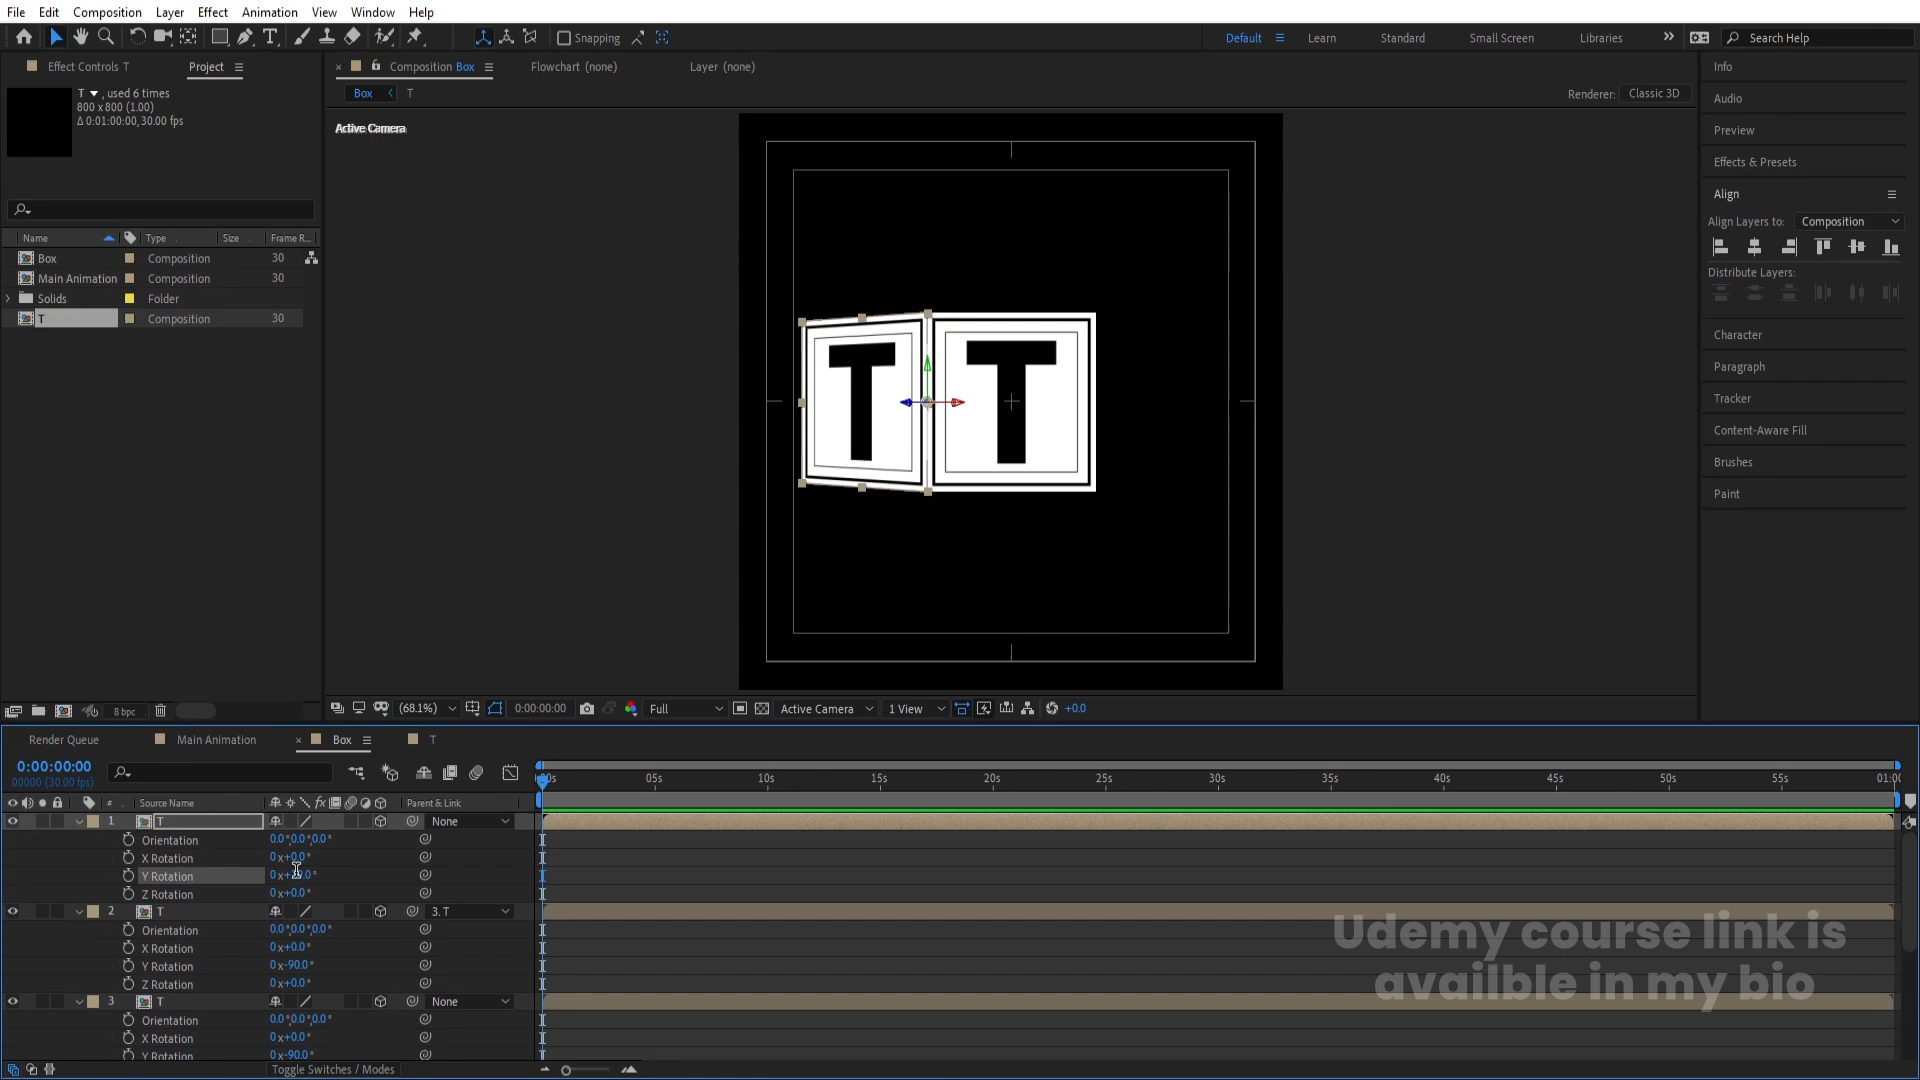 File Edit Composition Layer Effect Animation View Window Help
Snapping
Default Learn Standard Small Screen Libraries Search Help
Effect Controls T Project
Composition Box Flowchart (none) Layer (none)
Box T
Renderer: Classic 3D
T , used 6 times
800 x 800 (1.00)
Δ 0:01:00:00, 30.00 fps
Active Camera
Name Type Size Frame R...
Box Composition 30
Main Animation Composition 30
Solids Folder
T Composition 30
T T
Info
Audio
Preview
Effects & Presets
Align
Align Layers to: Composition
Distribute Layers:
Character
Paragraph
Tracker
Content-Aware Fill
Brushes
Paint
8 bpc
(68.1%) 0:00:00:00 Full Active Camera 1 View +0.0
Render Queue Main Animation Box T
0:00:00:00
00000 (30.00 fps)
05s 10s 15s 20s 25s 30s 35s 40s 45s 50s 55s 01:00
# Source Name fx Parent & Link
1 T None
Orientation 0.0°,0.0°,0.0°
X Rotation 0x+0.0°
Y Rotation
Z Rotation 0x+0.0°
2 T 3. T
Orientation 0.0°,0.0°,0.0°
X Rotation 0x+0.0°
Y Rotation 0x-90.0°
Z Rotation 0x+0.0°
3 T None
Orientation 0.0°,0.0°,0.0°
X Rotation 0x+0.0°
Y Rotation 0x-90.0°
Toggle Switches / Modes
Udemy course link is
availble in my bio